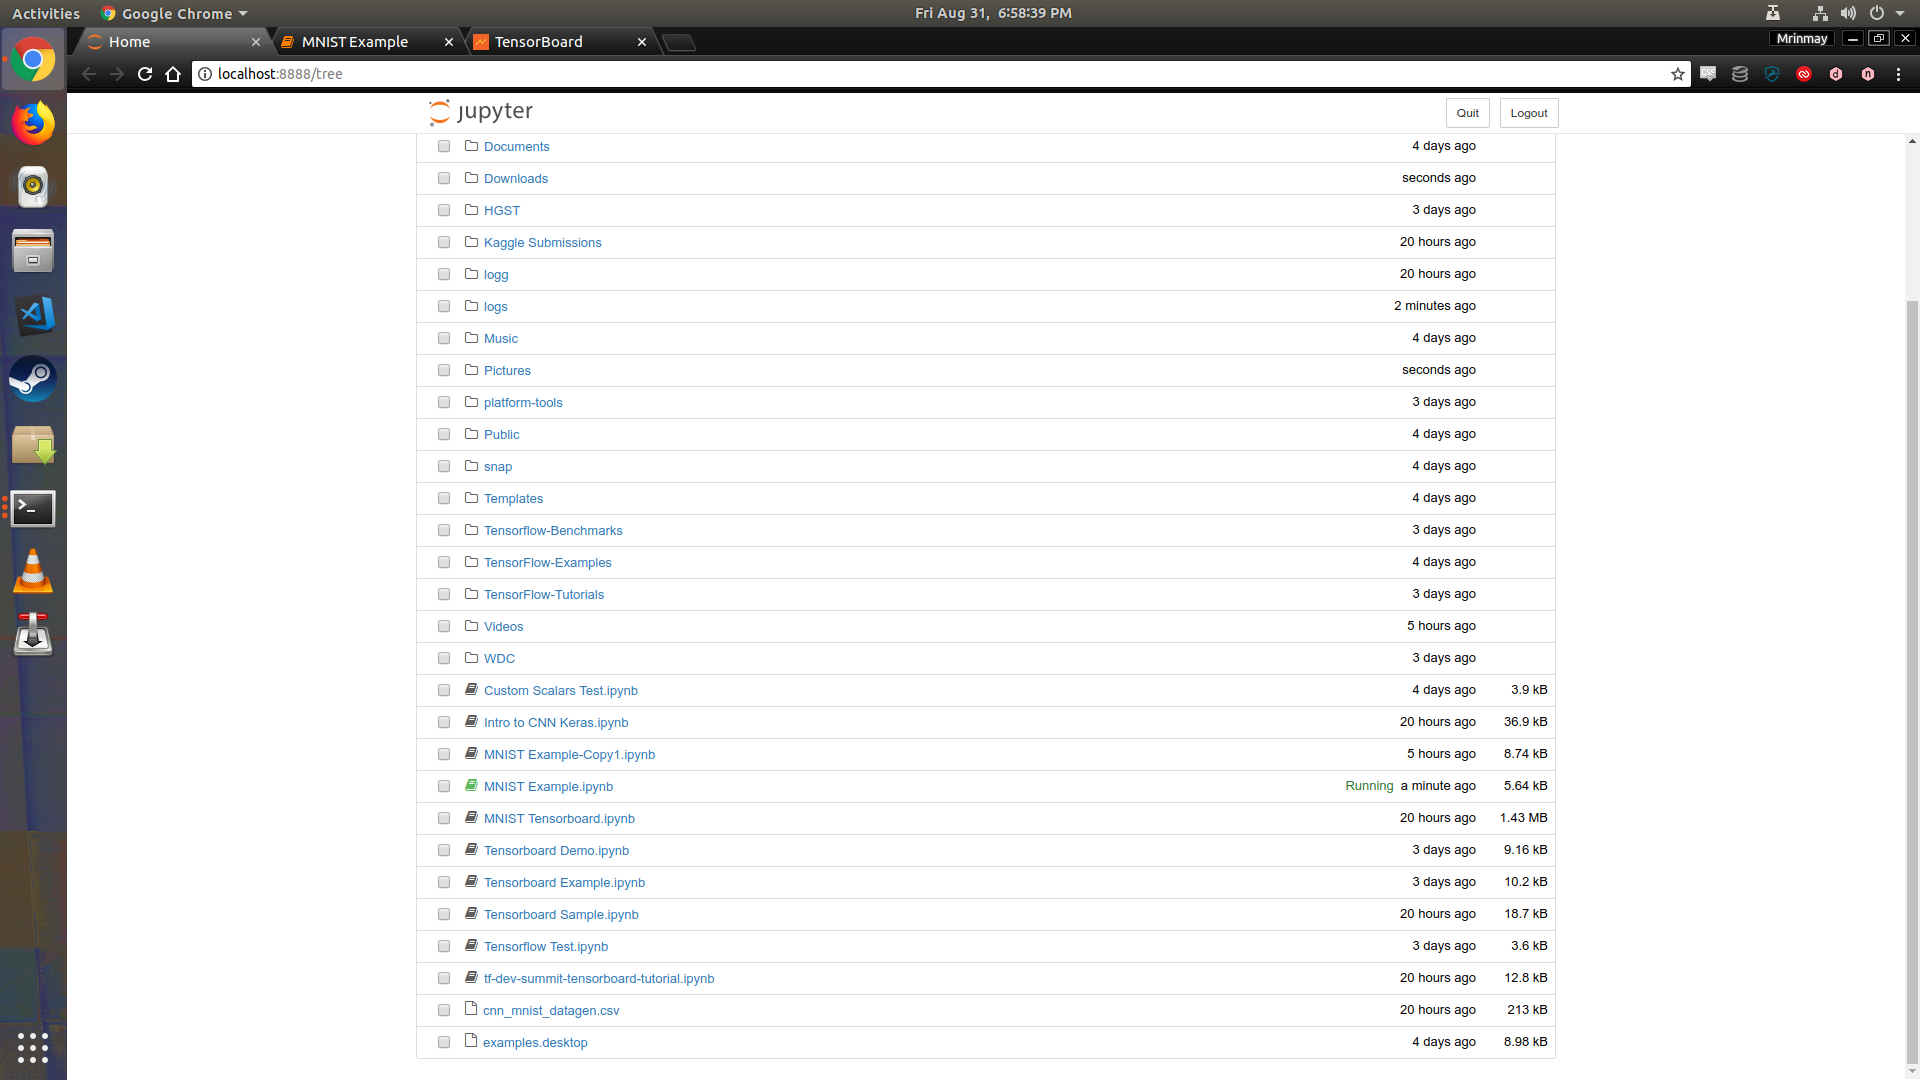 Activities Google Chrome Fri Aug 31, 6:58:39 PM
Home MNIST Example TensorBoard Mrinmay
localhost:8888/tree
jupyter Quit Logout
Documents 4 days ago
Downloads seconds ago
HGST 3 days ago
Kaggle Submissions 20 hours ago
logg 20 hours ago
logs 2 minutes ago
Music 4 days ago
Pictures seconds ago
platform-tools 3 days ago
Public 4 days ago
snap 4 days ago
Templates 4 days ago
Tensorflow-Benchmarks 3 days ago
TensorFlow-Examples 4 days ago
TensorFlow-Tutorials 3 days ago
Videos 5 hours ago
WDC 3 days ago
Custom Scalars Test.ipynb 4 days ago 3.9 kB
Intro to CNN Keras.ipynb 20 hours ago 36.9 kB
MNIST Example-Copy1.ipynb 5 hours ago 8.74 kB
MNIST Example.ipynb Running a minute ago 5.64 kB
MNIST Tensorboard.ipynb 20 hours ago 1.43 MB
Tensorboard Demo.ipynb 3 days ago 9.16 kB
Tensorboard Example.ipynb 3 days ago 10.2 kB
Tensorboard Sample.ipynb 20 hours ago 18.7 kB
Tensorflow Test.ipynb 3 days ago 3.6 kB
tf-dev-summit-tensorboard-tutorial.ipynb 20 hours ago 12.8 kB
cnn_mnist_datagen.csv 20 hours ago 213 kB
examples.desktop 4 days ago 8.98 kB